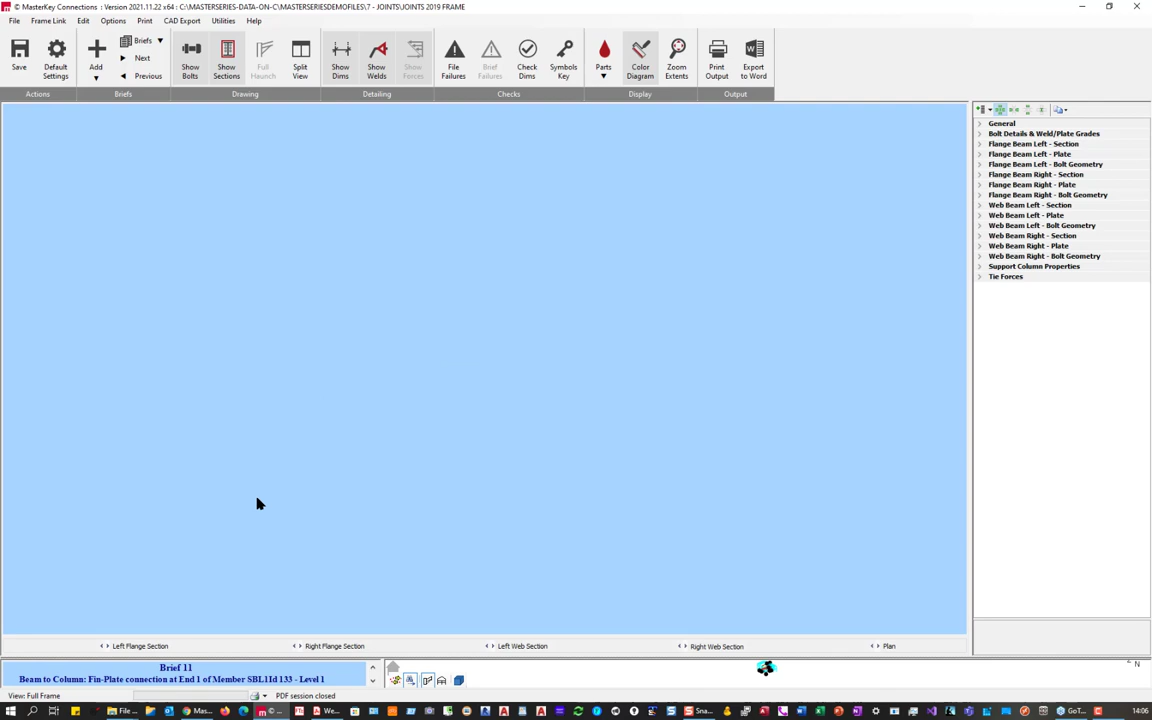 © MasterKey Connections : Version 2021.11.22 x64 : C:\MASTERSERIES-DATA-ON-C\MASTERSERIESDEMOFILES\7 - JOINTS\JOINTS 2019 FRAME
File Frame Link Edit Options Print CAD Export Utilities Help
Save Default Settings Add Briefs Next Previous Show Bolts Show Sections Full Haunch Split View Show Dims Show Welds Show Forces File Failures Brief Failures Check Dims Symbols Key Parts Color Diagram Zoom Extents Print Output Export to Word
Actions Briefs Drawing Detailing Checks Display Output
General
Bolt Details & Weld/Plate Grades
Flange Beam Left - Section
Flange Beam Left - Plate
Flange Beam Left - Bolt Geometry
Flange Beam Right - Section
Flange Beam Right - Plate
Flange Beam Right - Bolt Geometry
Web Beam Left - Section
Web Beam Left - Plate
Web Beam Left - Bolt Geometry
Web Beam Right - Section
Web Beam Right - Plate
Web Beam Right - Bolt Geometry
Support Column Properties
Tie Forces
Left Flange Section Right Flange Section Left Web Section Right Web Section Plan
Brief 11
Beam to Column: Fin-Plate connection at End 1 of Member SBL1Id 133 - Level 1
N
View: Full Frame PDF session closed
File ... Mas... © ... We... Sna... GoT... 14:06